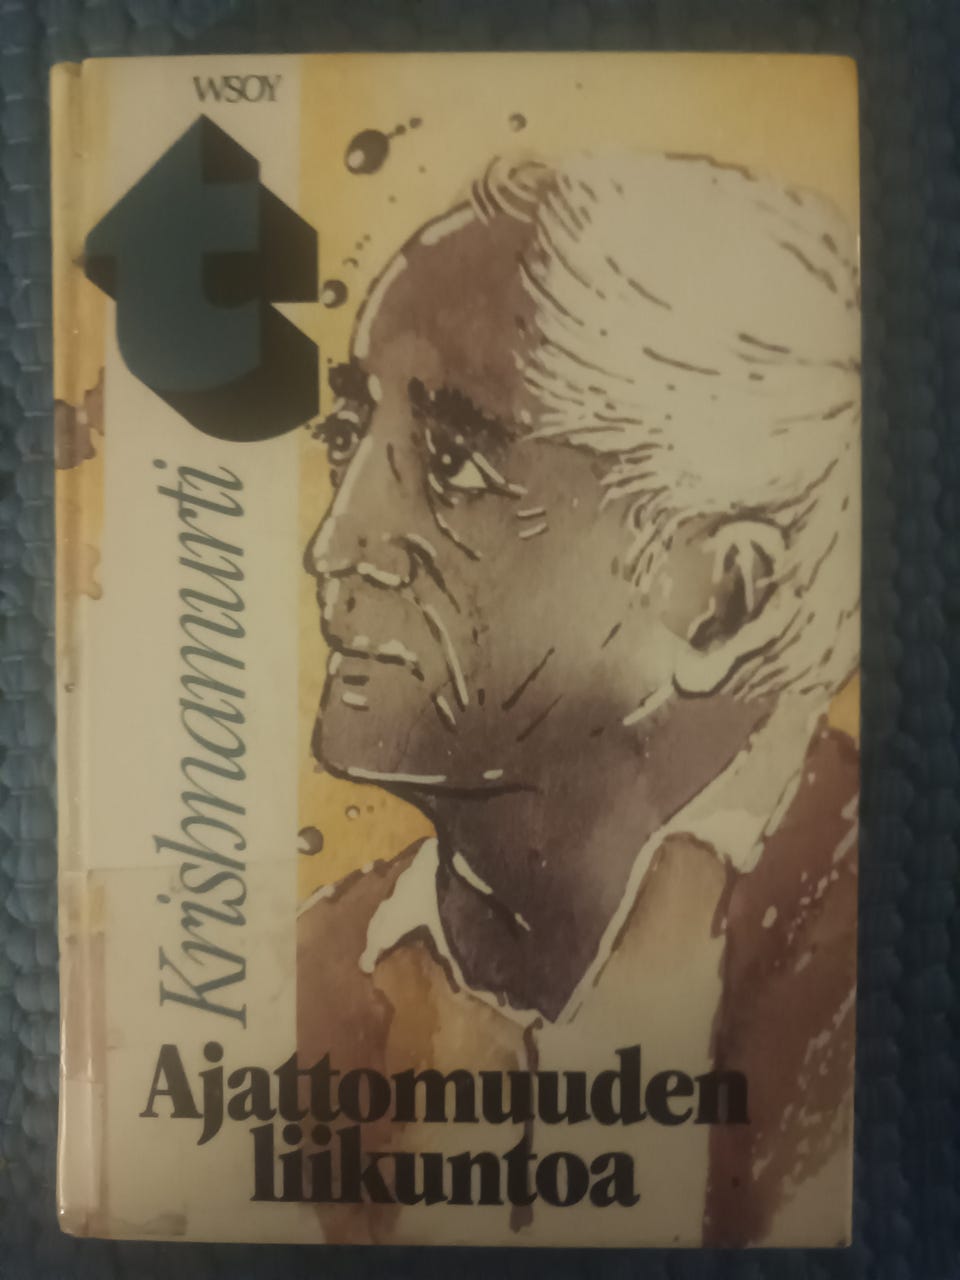 WSOY
t
Krishnamurti
Ajattomuuden
liikuntoa